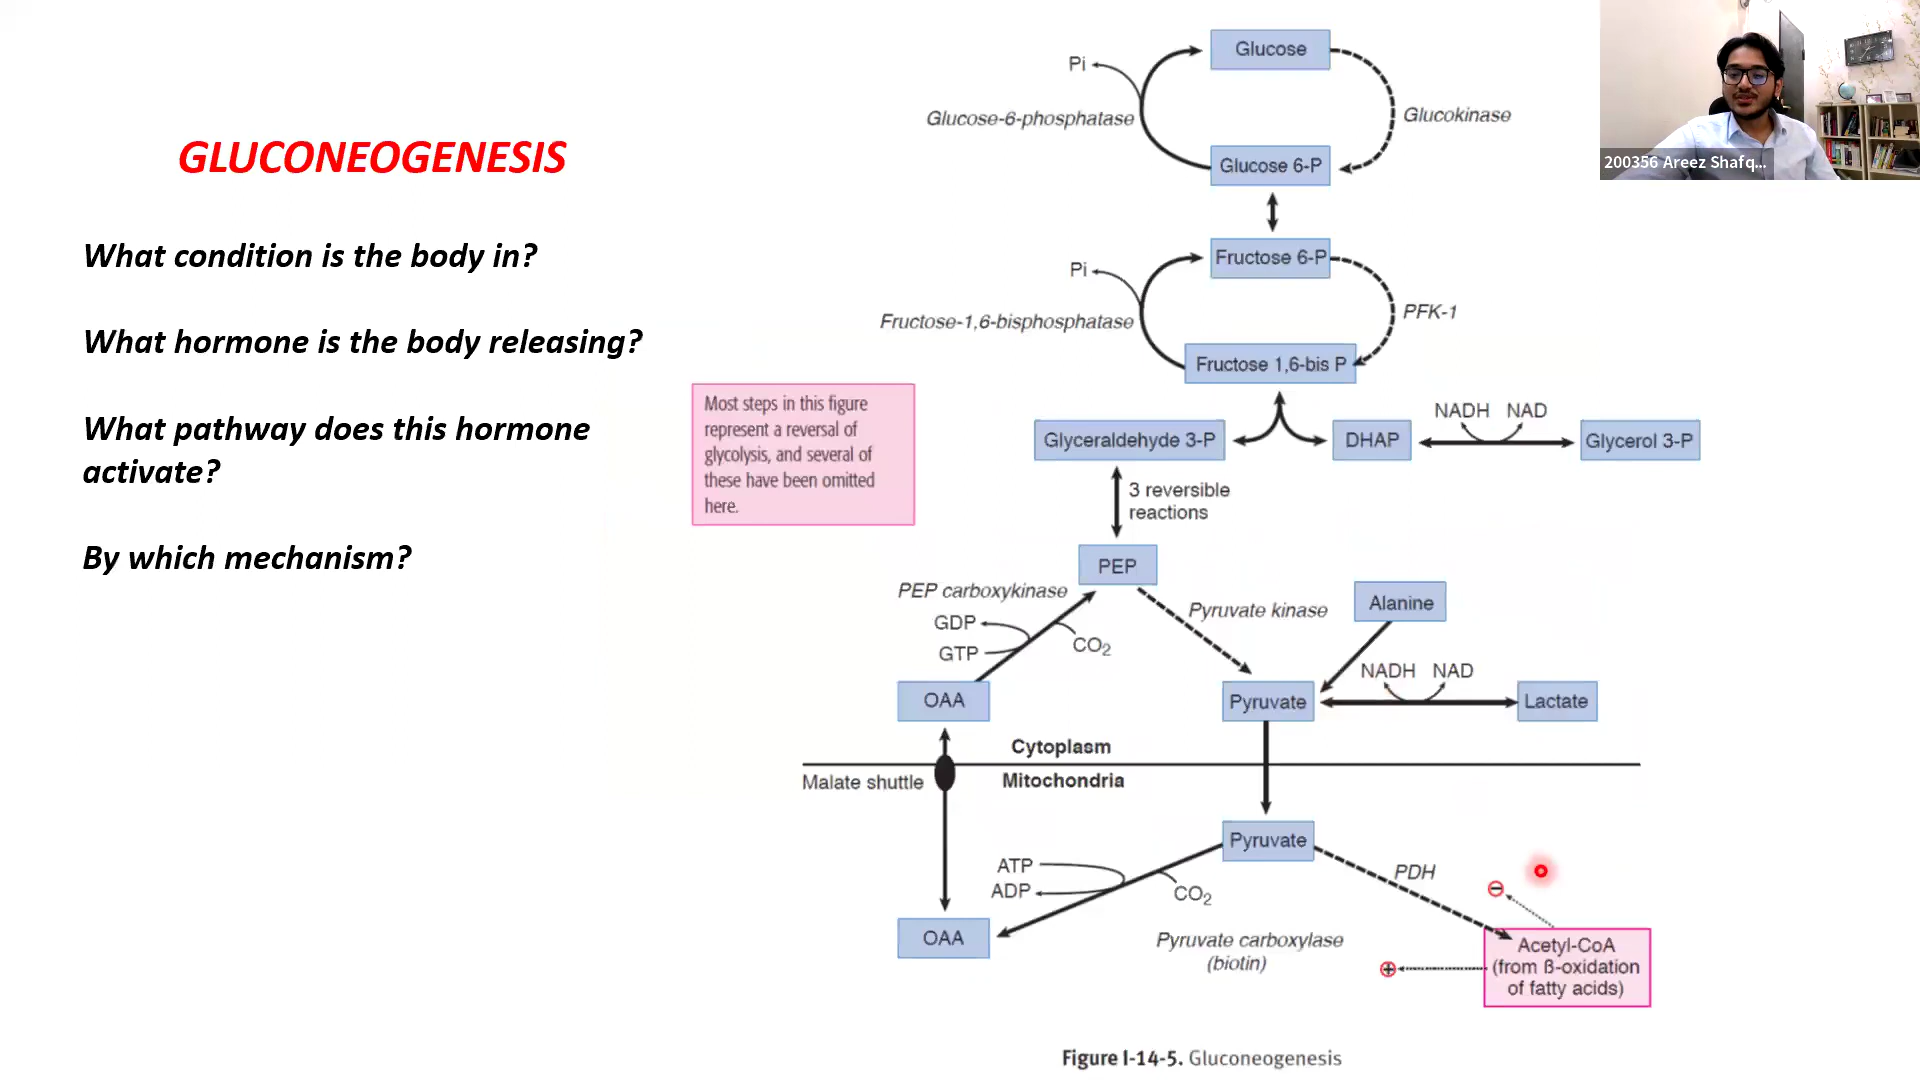 GLUCONEOGENESIS
What condition is the body in?
What hormone is the body releasing?
What pathway does this hormone
activate?
By which mechanism?
Most steps in this figure
represent a reversal of
glycolysis, and several of
these have been omitted
here.
Glucose
Pi
Glucose-6-phosphatase
Glucokinase
Glucose 6-P
Fructose 6-P
Pi
Fructose-1,6-bisphosphatase
PFK-1
Fructose 1,6-bis P
NADH NAD
Glyceraldehyde 3-P
DHAP
Glycerol 3-P
3 reversible
reactions
PEP
PEP carboxykinase
Pyruvate kinase
Alanine
GDP
GTP
CO₂
NADH NAD
OAA
Pyruvate
Lactate
Cytoplasm
Malate shuttle
Mitochondria
Pyruvate
ATP
ADP
CO₂
PDH
OAA
Pyruvate carboxylase
(biotin)
Acetyl-CoA
(from ß-oxidation
of fatty acids)
Figure I-14-5. Gluconeogenesis
200356 Areez Shafq...